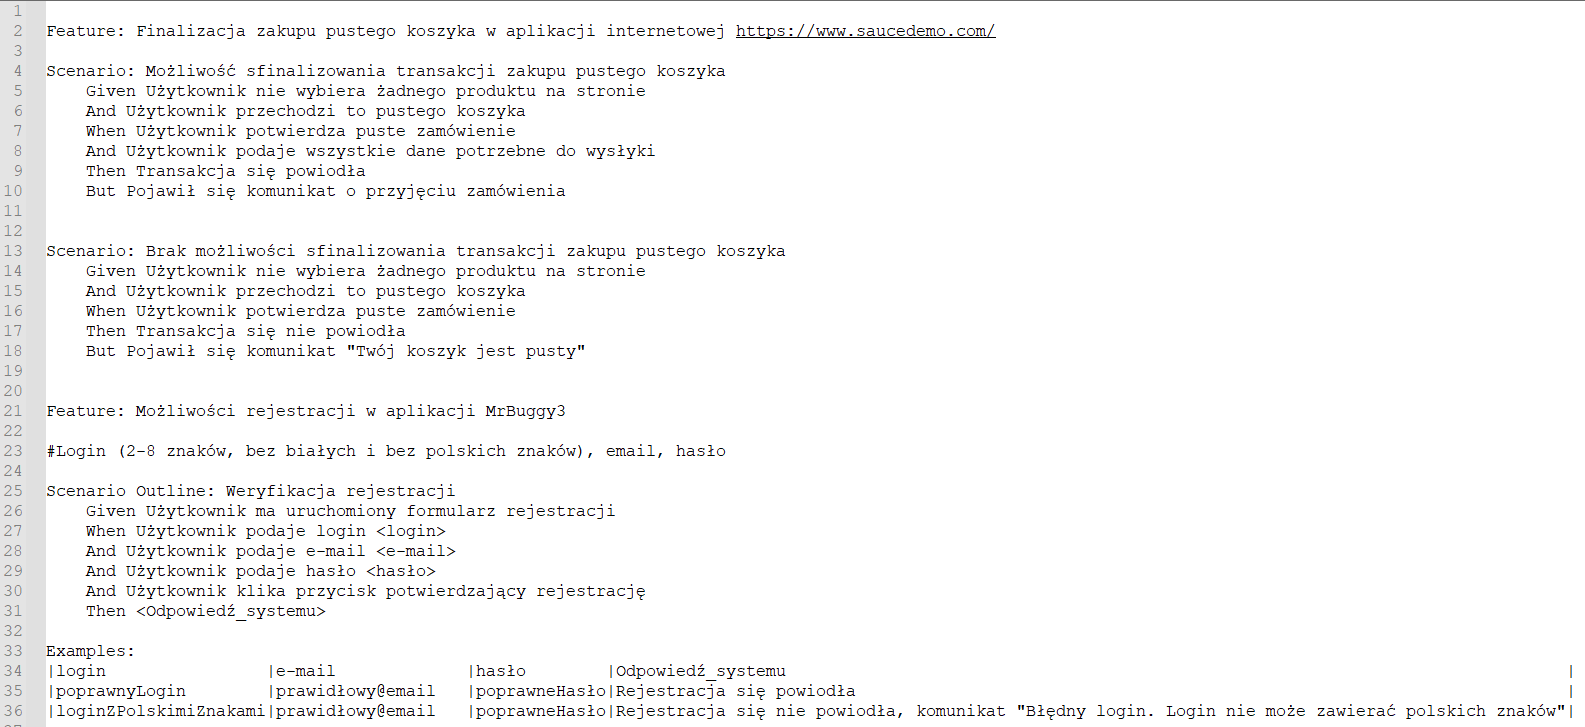 1
2 Feature: Finalizacja zakupu pustego koszyka w aplikacji internetowej https://www.saucedemo.com/
3
4 Scenario: Możliwość sfinalizowania transakcji zakupu pustego koszyka
5 Given Użytkownik nie wybiera żadnego produktu na stronie
6 And Użytkownik przechodzi to pustego koszyka
7 When Użytkownik potwierdza puste zamówienie
8 And Użytkownik podaje wszystkie dane potrzebne do wysłyki
9 Then Transakcja się powiodła
10 But Pojawił się komunikat o przyjęciu zamówienia
11
12
13 Scenario: Brak możliwości sfinalizowania transakcji zakupu pustego koszyka
14 Given Użytkownik nie wybiera żadnego produktu na stronie
15 And Użytkownik przechodzi to pustego koszyka
16 When Użytkownik potwierdza puste zamówienie
17 Then Transakcja się nie powiodła
18 But Pojawił się komunikat "Twój koszyk jest pusty"
19
20
21 Feature: Możliwości rejestracji w aplikacji MrBuggy3
22
23 #Login (2-8 znaków, bez białych i bez polskich znaków), email, hasło
24
25 Scenario Outline: Weryfikacja rejestracji
26 Given Użytkownik ma uruchomiony formularz rejestracji
27 When Użytkownik podaje login <login>
28 And Użytkownik podaje e-mail <e-mail>
29 And Użytkownik podaje hasło <hasło>
30 And Użytkownik klika przycisk potwierdzający rejestrację
31 Then <Odpowiedź_systemu>
32
33 Examples:
34 |login |e-mail |hasło |Odpowiedź_systemu |
35 |poprawnyLogin |prawidłowy@email |poprawneHasło|Rejestracja się powiodła |
36 |loginZPolskimiZnakami|prawidłowy@email |poprawneHasło|Rejestracja się nie powiodła, komunikat "Błędny login. Login nie może zawierać polskich znaków"|